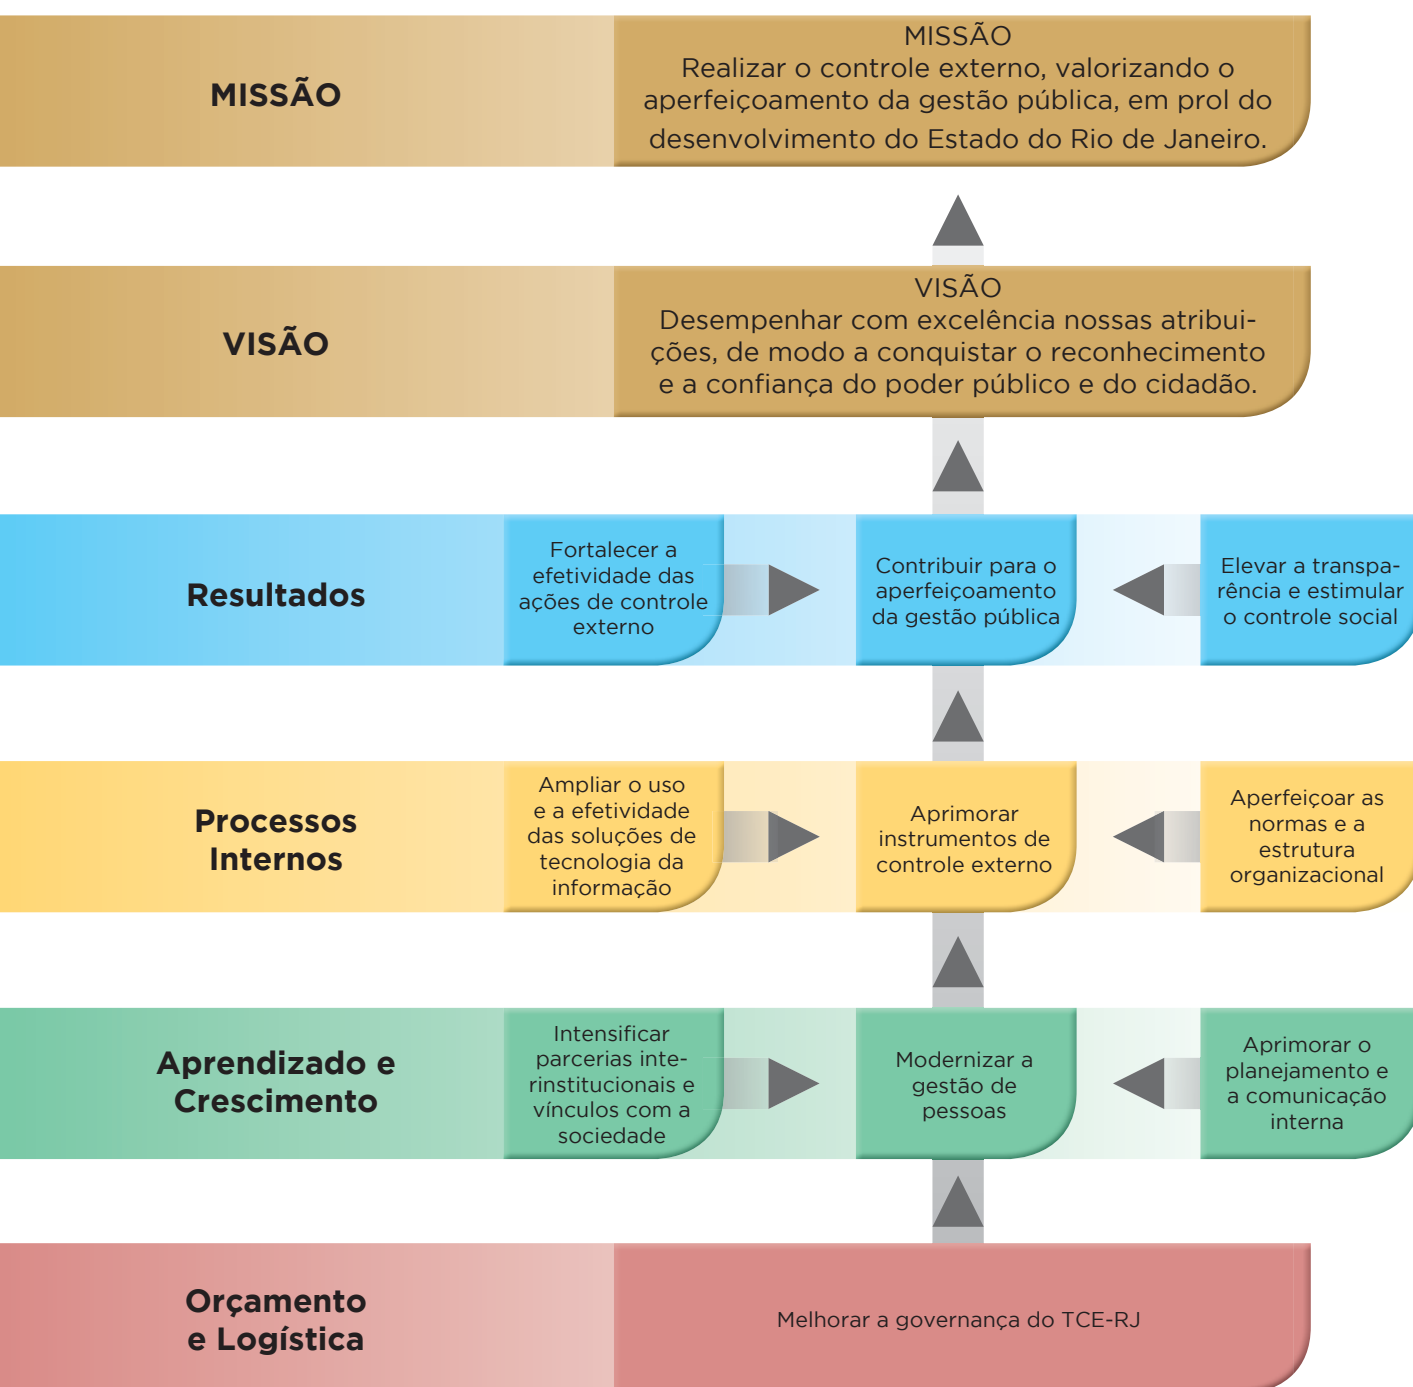 MISSÃO
MISSÃO
Realizar o controle externo, valorizando o
aperfeiçoamento da gestão pública, em prol do
desenvolvimento do Estado do Rio de Janeiro.
VISÃO
VISÃO
Desempenhar com excelência nossas atribui-
ções, de modo a conquistar o reconhecimento
e a confiança do poder público e do cidadão.
Resultados
Fortalecer a
efetividade das
ações de controle
externo
Contribuir para o
aperfeiçoamento
da gestão pública
Elevar a transpa-
rência e estimular
o controle social
Processos
Internos
Ampliar o uso
e a efetividade
das soluções de
tecnologia da
informação
Aprimorar
instrumentos de
controle externo
Aperfeiçoar as
normas e a
estrutura
organizacional
Aprendizado e
Crescimento
Intensificar
parcerias inte-
rinstitucionais e
vínculos com a
sociedade
Modernizar a
gestão de
pessoas
Aprimorar o
planejamento e
a comunicação
interna
Orçamento
e Logística
Melhorar a governança do TCE-RJ